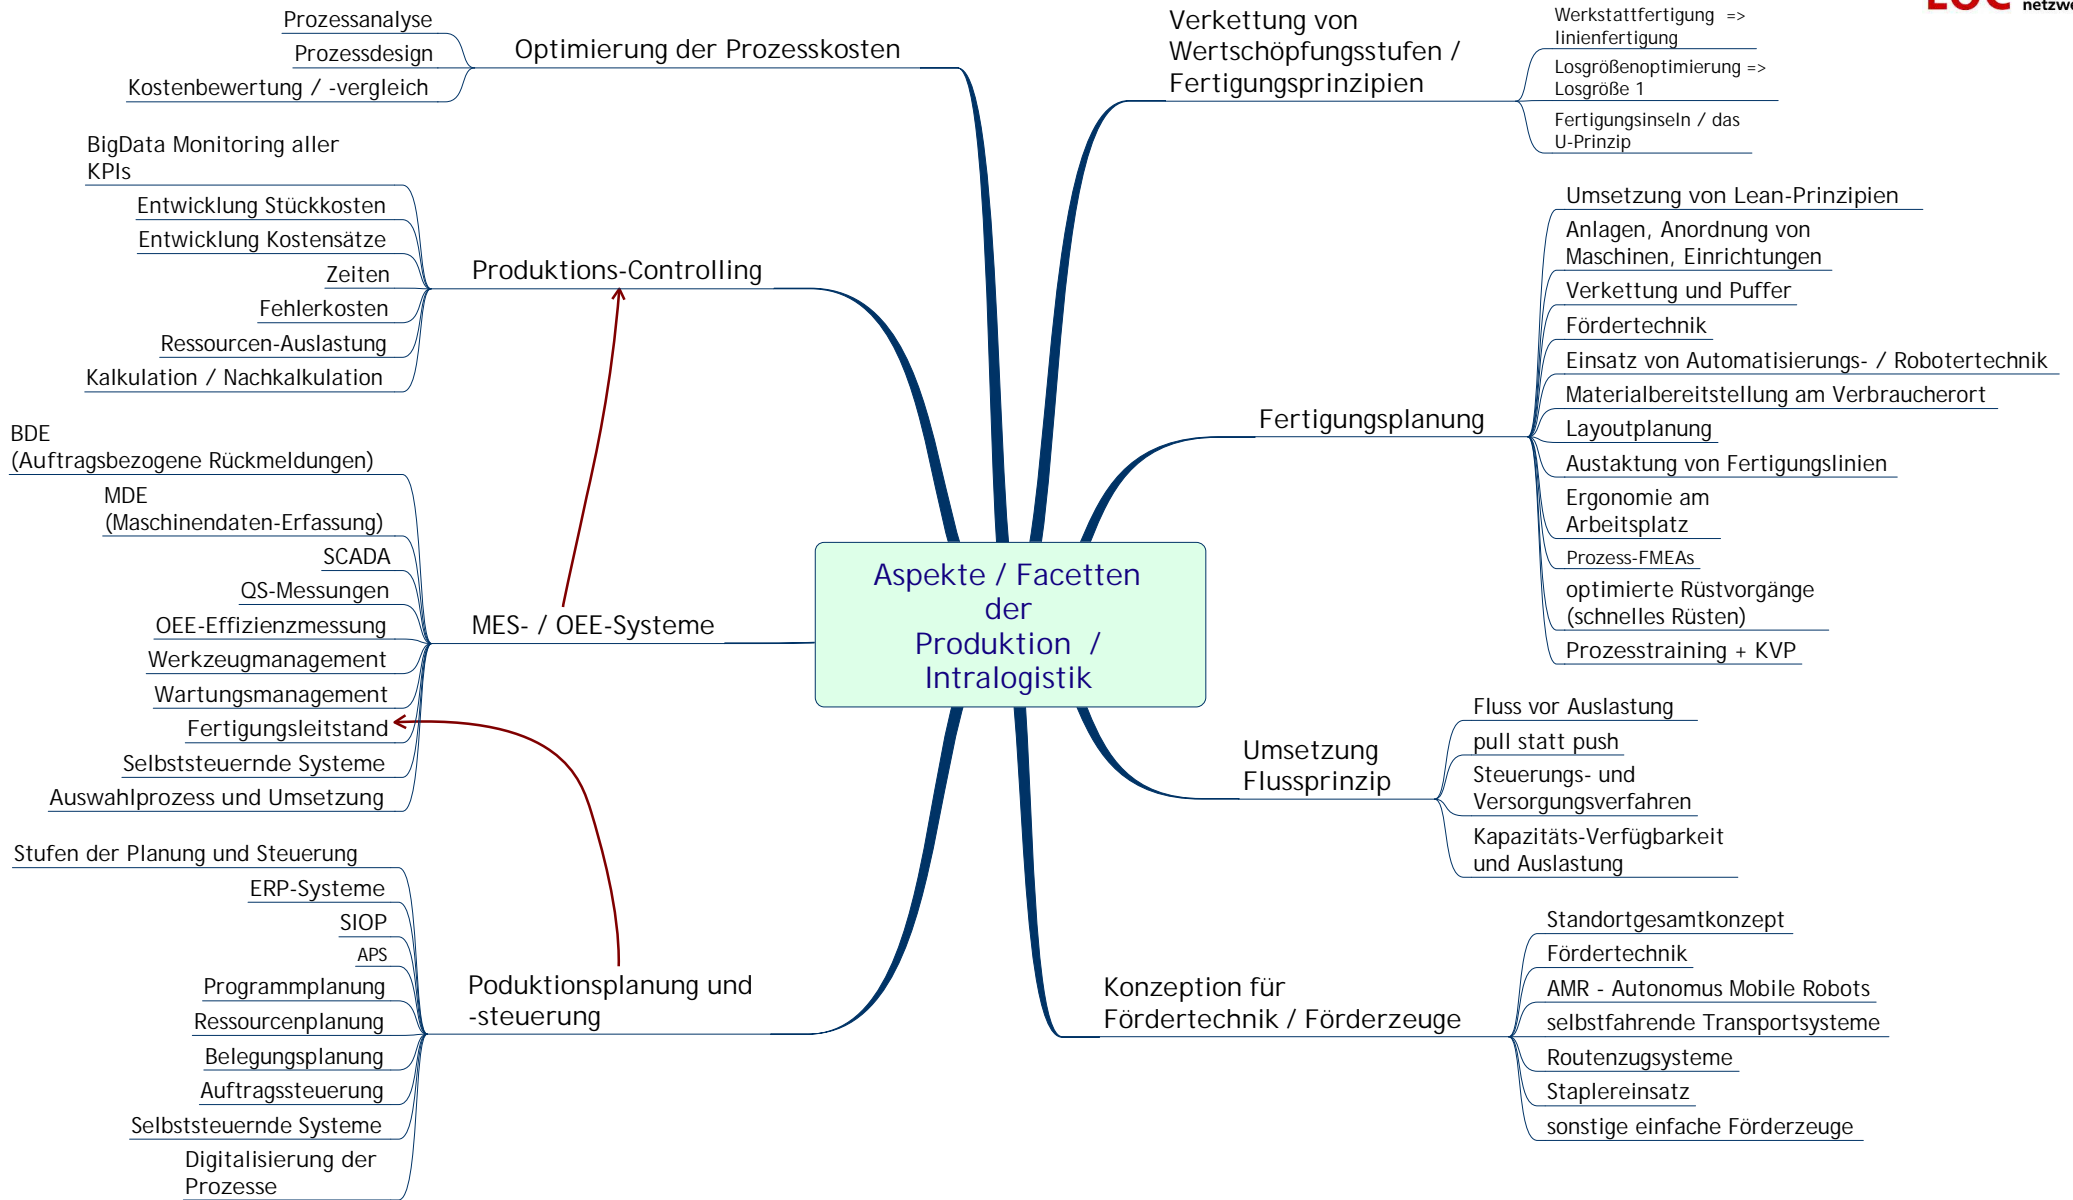 Prozessanalyse
Prozessdesign
Kostenbewertung / -vergleich
Optimierung der Prozesskosten
BigData Monitoring aller
KPIs
Entwicklung Stückkosten
Entwicklung Kostensätze
Zeiten
Fehlerkosten
Ressourcen-Auslastung
Kalkulation / Nachkalkulation
Produktions-Controlling
BDE
(Auftragsbezogene Rückmeldungen)
MDE
(Maschinendaten-Erfassung)
SCADA
QS-Messungen
OEE-Effizienzmessung
Werkzeugmanagement
Wartungsmanagement
Fertigungsleitstand
Selbststeuernde Systeme
Auswahlprozess und Umsetzung
MES- / OEE-Systeme
Stufen der Planung und Steuerung
ERP-Systeme
SIOP
APS
Programmplanung
Ressourcenplanung
Belegungsplanung
Auftragssteuerung
Selbststeuernde Systeme
Digitalisierung der
Prozesse
Poduktionsplanung und
-steuerung
Aspekte / Facetten
der
Produktion /
Intralogistik
Verkettung von
Wertschöpfungsstufen /
Fertigungsprinzipien
Werkstattfertigung =>
linienfertigung
Losgrößenoptimierung =>
Losgröße 1
Fertigungsinseln / das
U-Prinzip
Fertigungsplanung
Umsetzung von Lean-Prinzipien
Anlagen, Anordnung von
Maschinen, Einrichtungen
Verkettung und Puffer
Fördertechnik
Einsatz von Automatisierungs- / Robotertechnik
Materialbereitstellung am Verbraucherort
Layoutplanung
Austaktung von Fertigungslinien
Ergonomie am
Arbeitsplatz
Prozess-FMEAs
optimierte Rüstvorgänge
(schnelles Rüsten)
Prozesstraining + KVP
Umsetzung
Flussprinzip
Fluss vor Auslastung
pull statt push
Steuerungs- und
Versorgungsverfahren
Kapazitäts-Verfügbarkeit
und Auslastung
Konzeption für
Fördertechnik / Förderzeuge
Standortgesamtkonzept
Fördertechnik
AMR - Autonomus Mobile Robots
selbstfahrende Transportsysteme
Routenzugsysteme
Staplereinsatz
sonstige einfache Förderzeuge